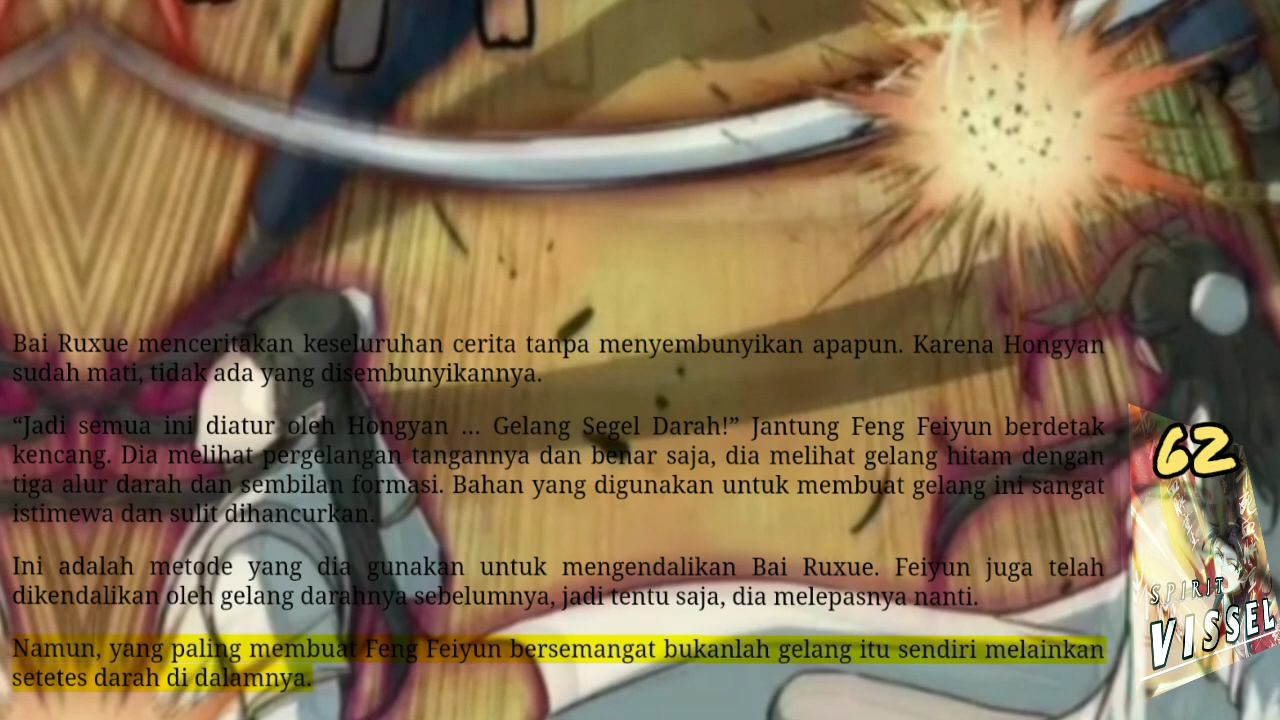 Bai Ruxue menceritakan keseluruhan cerita tanpa menyembunyikan apapun. Karena Hongyan
sudah mati, tidak ada yang disembunyikannya.
“Jadi semua ini diatur oleh Hongyan ... Gelang Segel Darah!” Jantung Feng Feiyun berdetak
kencang. Dia melihat pergelangan tangannya dan benar saja, dia melihat gelang hitam dengan
tiga alur darah dan sembilan formasi. Bahan yang digunakan untuk membuat gelang ini sangat
istimewa dan sulit dihancurkan.
Ini adalah metode yang dia gunakan untuk mengendalikan Bai Ruxue. Feiyun juga telah
dikendalikan oleh gelang darahnya sebelumnya, jadi tentu saja, dia melepasnya nanti.
Namun, yang paling membuat Feng Feiyun bersemangat bukanlah gelang itu sendiri melainkan
setetes darah di dalamnya.
62
SPIRIT
VISSEL